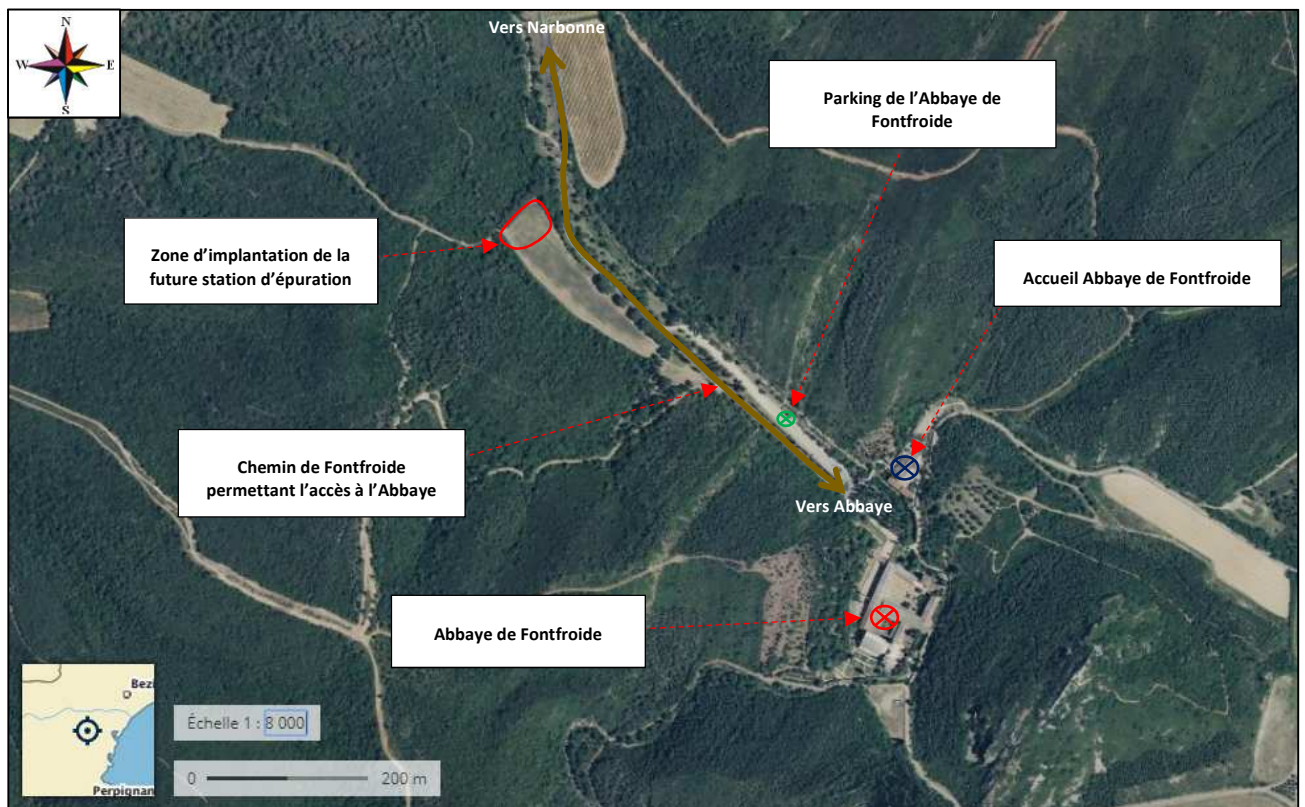 N
W E
S
Vers Narbonne
Parking de l'Abbaye de
Fontfroide
Zone d'implantation de la
future station d'épuration
Accueil Abbaye de Fontfroide
Chemin de Fontfroide
permettant l'accès à l'Abbaye
Vers Abbaye
Abbaye de Fontfroide
Bezi
Perpignan
Échelle 1 : 8 000
0 200 m